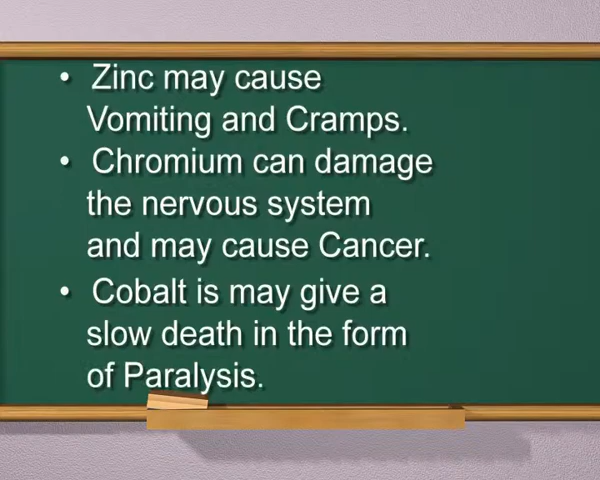 • Zinc may cause
Vomiting and Cramps.
• Chromium can damage
the nervous system
and may cause Cancer.
• Cobalt is may give a
slow death in the form
of Paralysis.